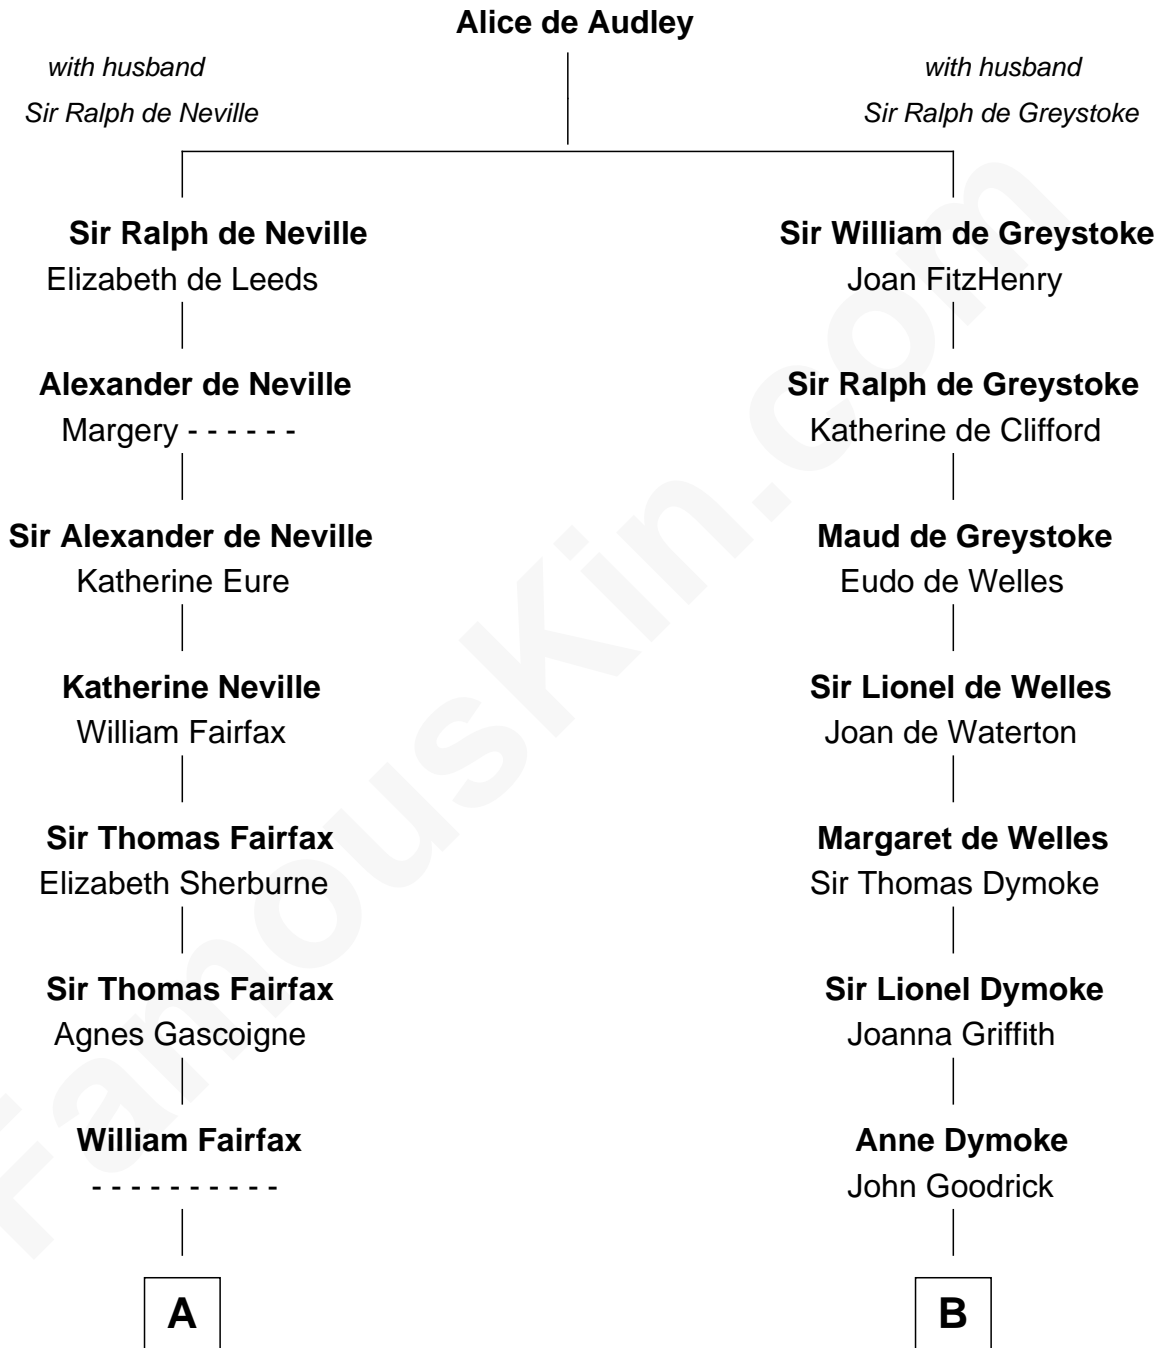 Alice de Audley
with husband
Sir Ralph de Neville
with husband
Sir Ralph de Greystoke
Sir Ralph de Neville
Elizabeth de Leeds
Sir William de Greystoke
Joan FitzHenry
Alexander de Neville
Margery - - - - - -
Sir Ralph de Greystoke
Katherine de Clifford
Sir Alexander de Neville
Katherine Eure
Maud de Greystoke
Eudo de Welles
Katherine Neville
William Fairfax
Sir Lionel de Welles
Joan de Waterton
Sir Thomas Fairfax
Elizabeth Sherburne
Margaret de Welles
Sir Thomas Dymoke
Sir Thomas Fairfax
Agnes Gascoigne
Sir Lionel Dymoke
Joanna Griffith
William Fairfax
- - - - - - - - - -
Anne Dymoke
John Goodrick
A
B
FamousKin.com